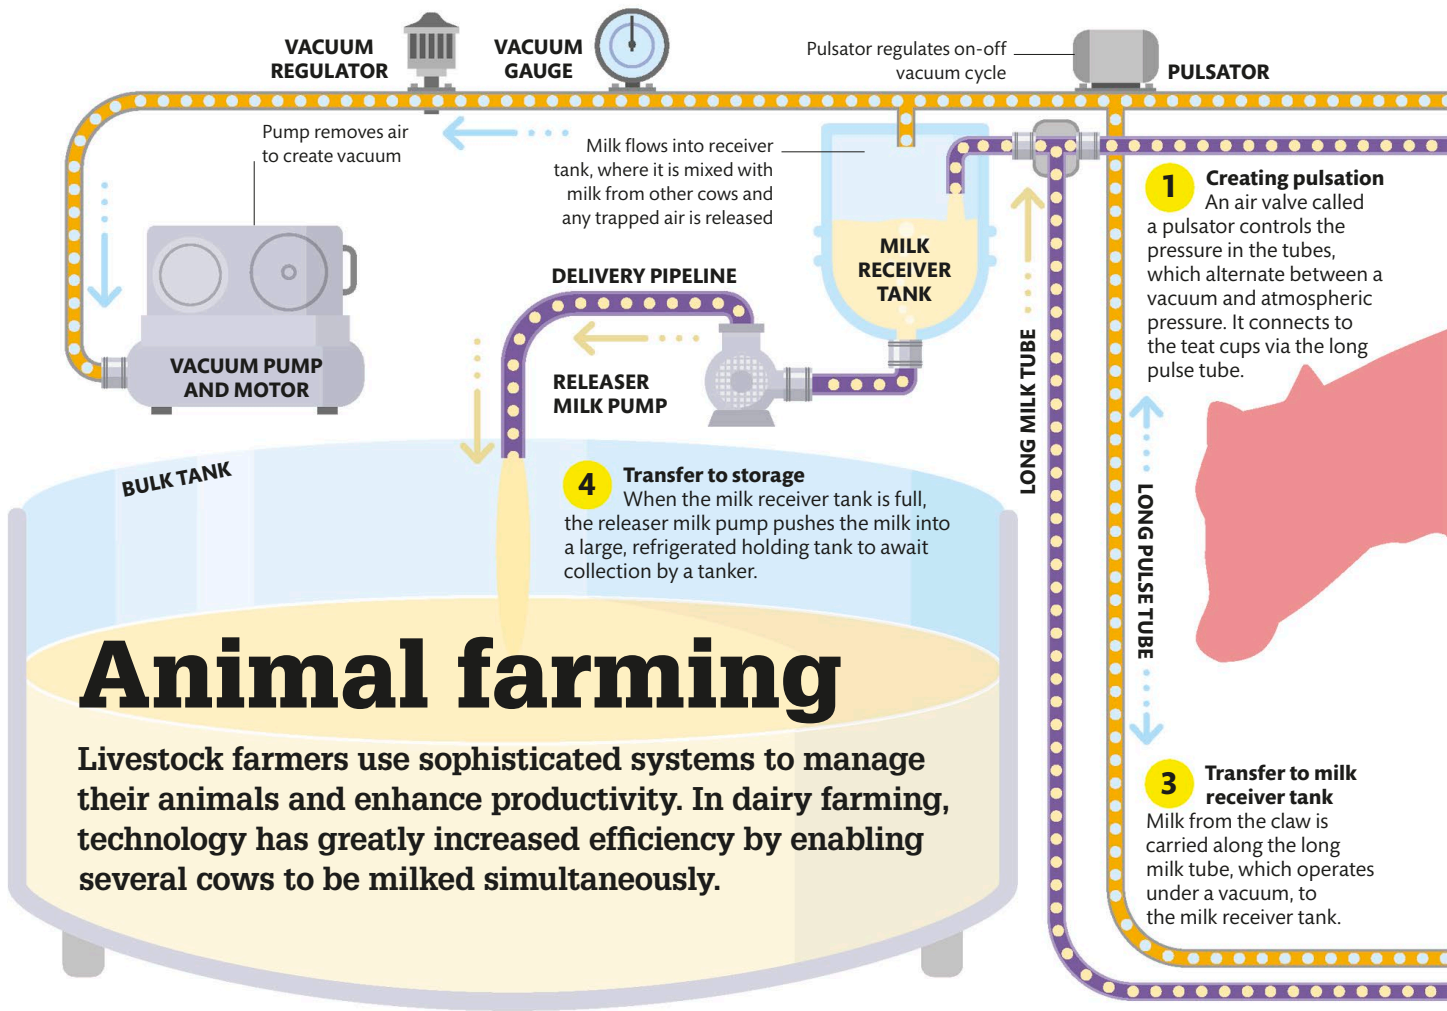 VACUUM
REGULATOR
VACUUM
GAUGE
Pulsator regulates on-off
vacuum cycle
PULSATOR
Pump removes air
to create vacuum
Milk flows into receiver
tank, where it is mixed with
milk from other cows and
any trapped air is released
1
Creating pulsation
An air valve called
a pulsator controls the
pressure in the tubes,
which alternate between a
vacuum and atmospheric
pressure. It connects to
the teat cups via the long
pulse tube.
MILK
RECEIVER
TANK
DELIVERY PIPELINE
VACUUM PUMP
AND MOTOR
RELEASER
MILK PUMP
LONG MILK TUBE
LONG PULSE TUBE
BULK TANK
4
Transfer to storage
When the milk receiver tank is full,
the releaser milk pump pushes the milk into
a large, refrigerated holding tank to await
collection by a tanker.
Animal farming
Livestock farmers use sophisticated systems to manage
their animals and enhance productivity. In dairy farming,
technology has greatly increased efficiency by enabling
several cows to be milked simultaneously.
3
Transfer to milk
receiver tank
Milk from the claw is
carried along the long
milk tube, which operates
under a vacuum, to
the milk receiver tank.